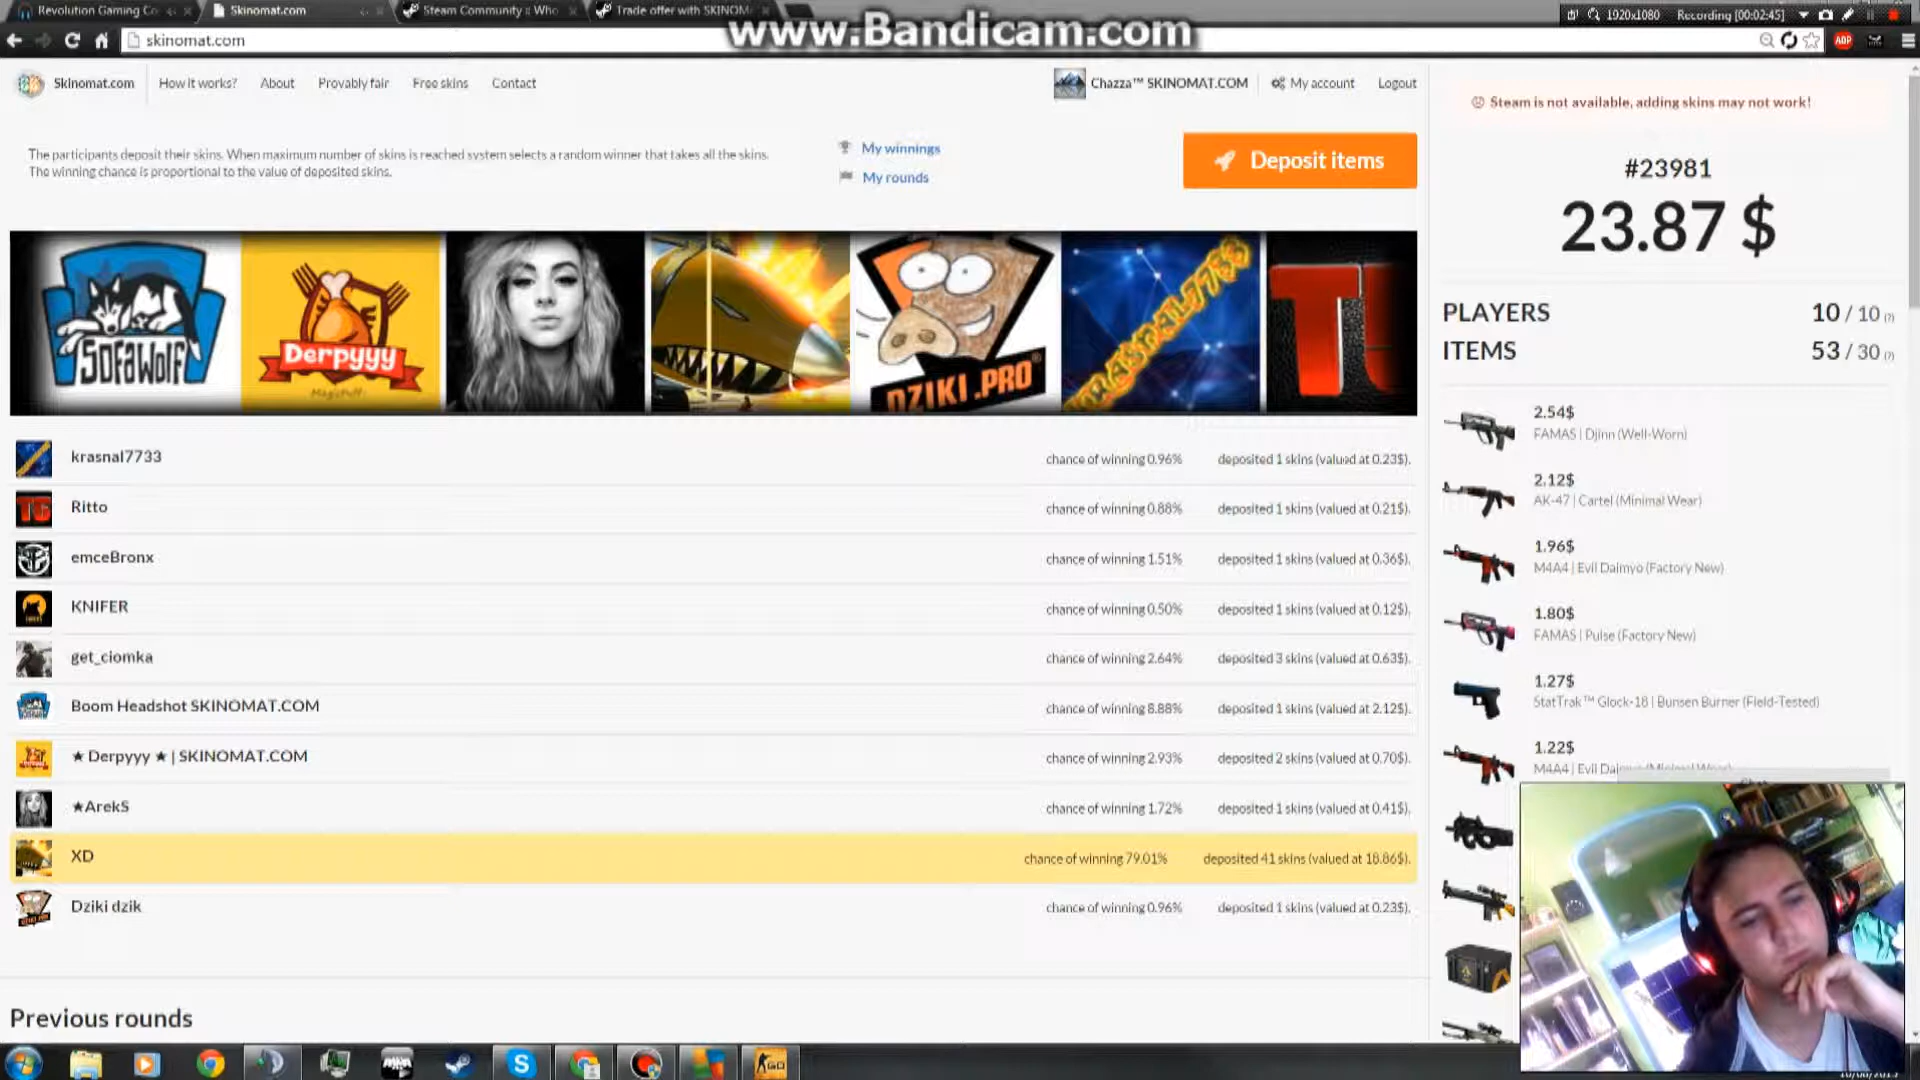 Revolution Gaming Co
Skinomat.com
Steam Community :: Who
Trade offer with SKINOM
www.Bandicam.com
1920x1080
Recording [00:02:45]
skinomat.com
ABP
Skinomat.com
How it works?
About
Provably fair
Free skins
Contact
Chazza™ SKINOMAT.COM
My account
Logout
Steam is not available, adding skins may not work!
The participants deposit their skins. When maximum number of skins is reached system selects a random winner that takes all the skins.
The winning chance is proportional to the value of deposited skins.
My winnings
My rounds
Deposit items
#23981
23.87 $
PLAYERS 10 / 10 (?)
ITEMS 53 / 30 (?)
SOFAWOLF
Derpyyy
DZIKI.PRO®
KRASNAL7733
krasnal7733 chance of winning 0.96% deposited 1 skins (valued at 0.23$).
Ritto chance of winning 0.88% deposited 1 skins (valued at 0.21$).
emceBronx chance of winning 1.51% deposited 1 skins (valued at 0.36$).
KNIFER chance of winning 0.50% deposited 1 skins (valued at 0.12$).
get_ciomka chance of winning 2.64% deposited 3 skins (valued at 0.63$).
Boom Headshot SKINOMAT.COM chance of winning 8.88% deposited 1 skins (valued at 2.12$).
★ Derpyyy ★ | SKINOMAT.COM chance of winning 2.93% deposited 2 skins (valued at 0.70$).
★ArekS chance of winning 1.72% deposited 1 skins (valued at 0.41$).
XD chance of winning 79.01% deposited 41 skins (valued at 18.86$).
Dziki dzik chance of winning 0.96% deposited 1 skins (valued at 0.23$).
2.54$
FAMAS | Djinn (Well-Worn)
2.12$
AK-47 | Cartel (Minimal Wear)
1.96$
M4A4 | Evil Daimyo (Factory New)
1.80$
FAMAS | Pulse (Factory New)
1.27$
StatTrak™ Glock-18 | Bunsen Burner (Field-Tested)
1.22$
M4A4 | Evil Daimyo (Minimal Wear)
Previous rounds
GO